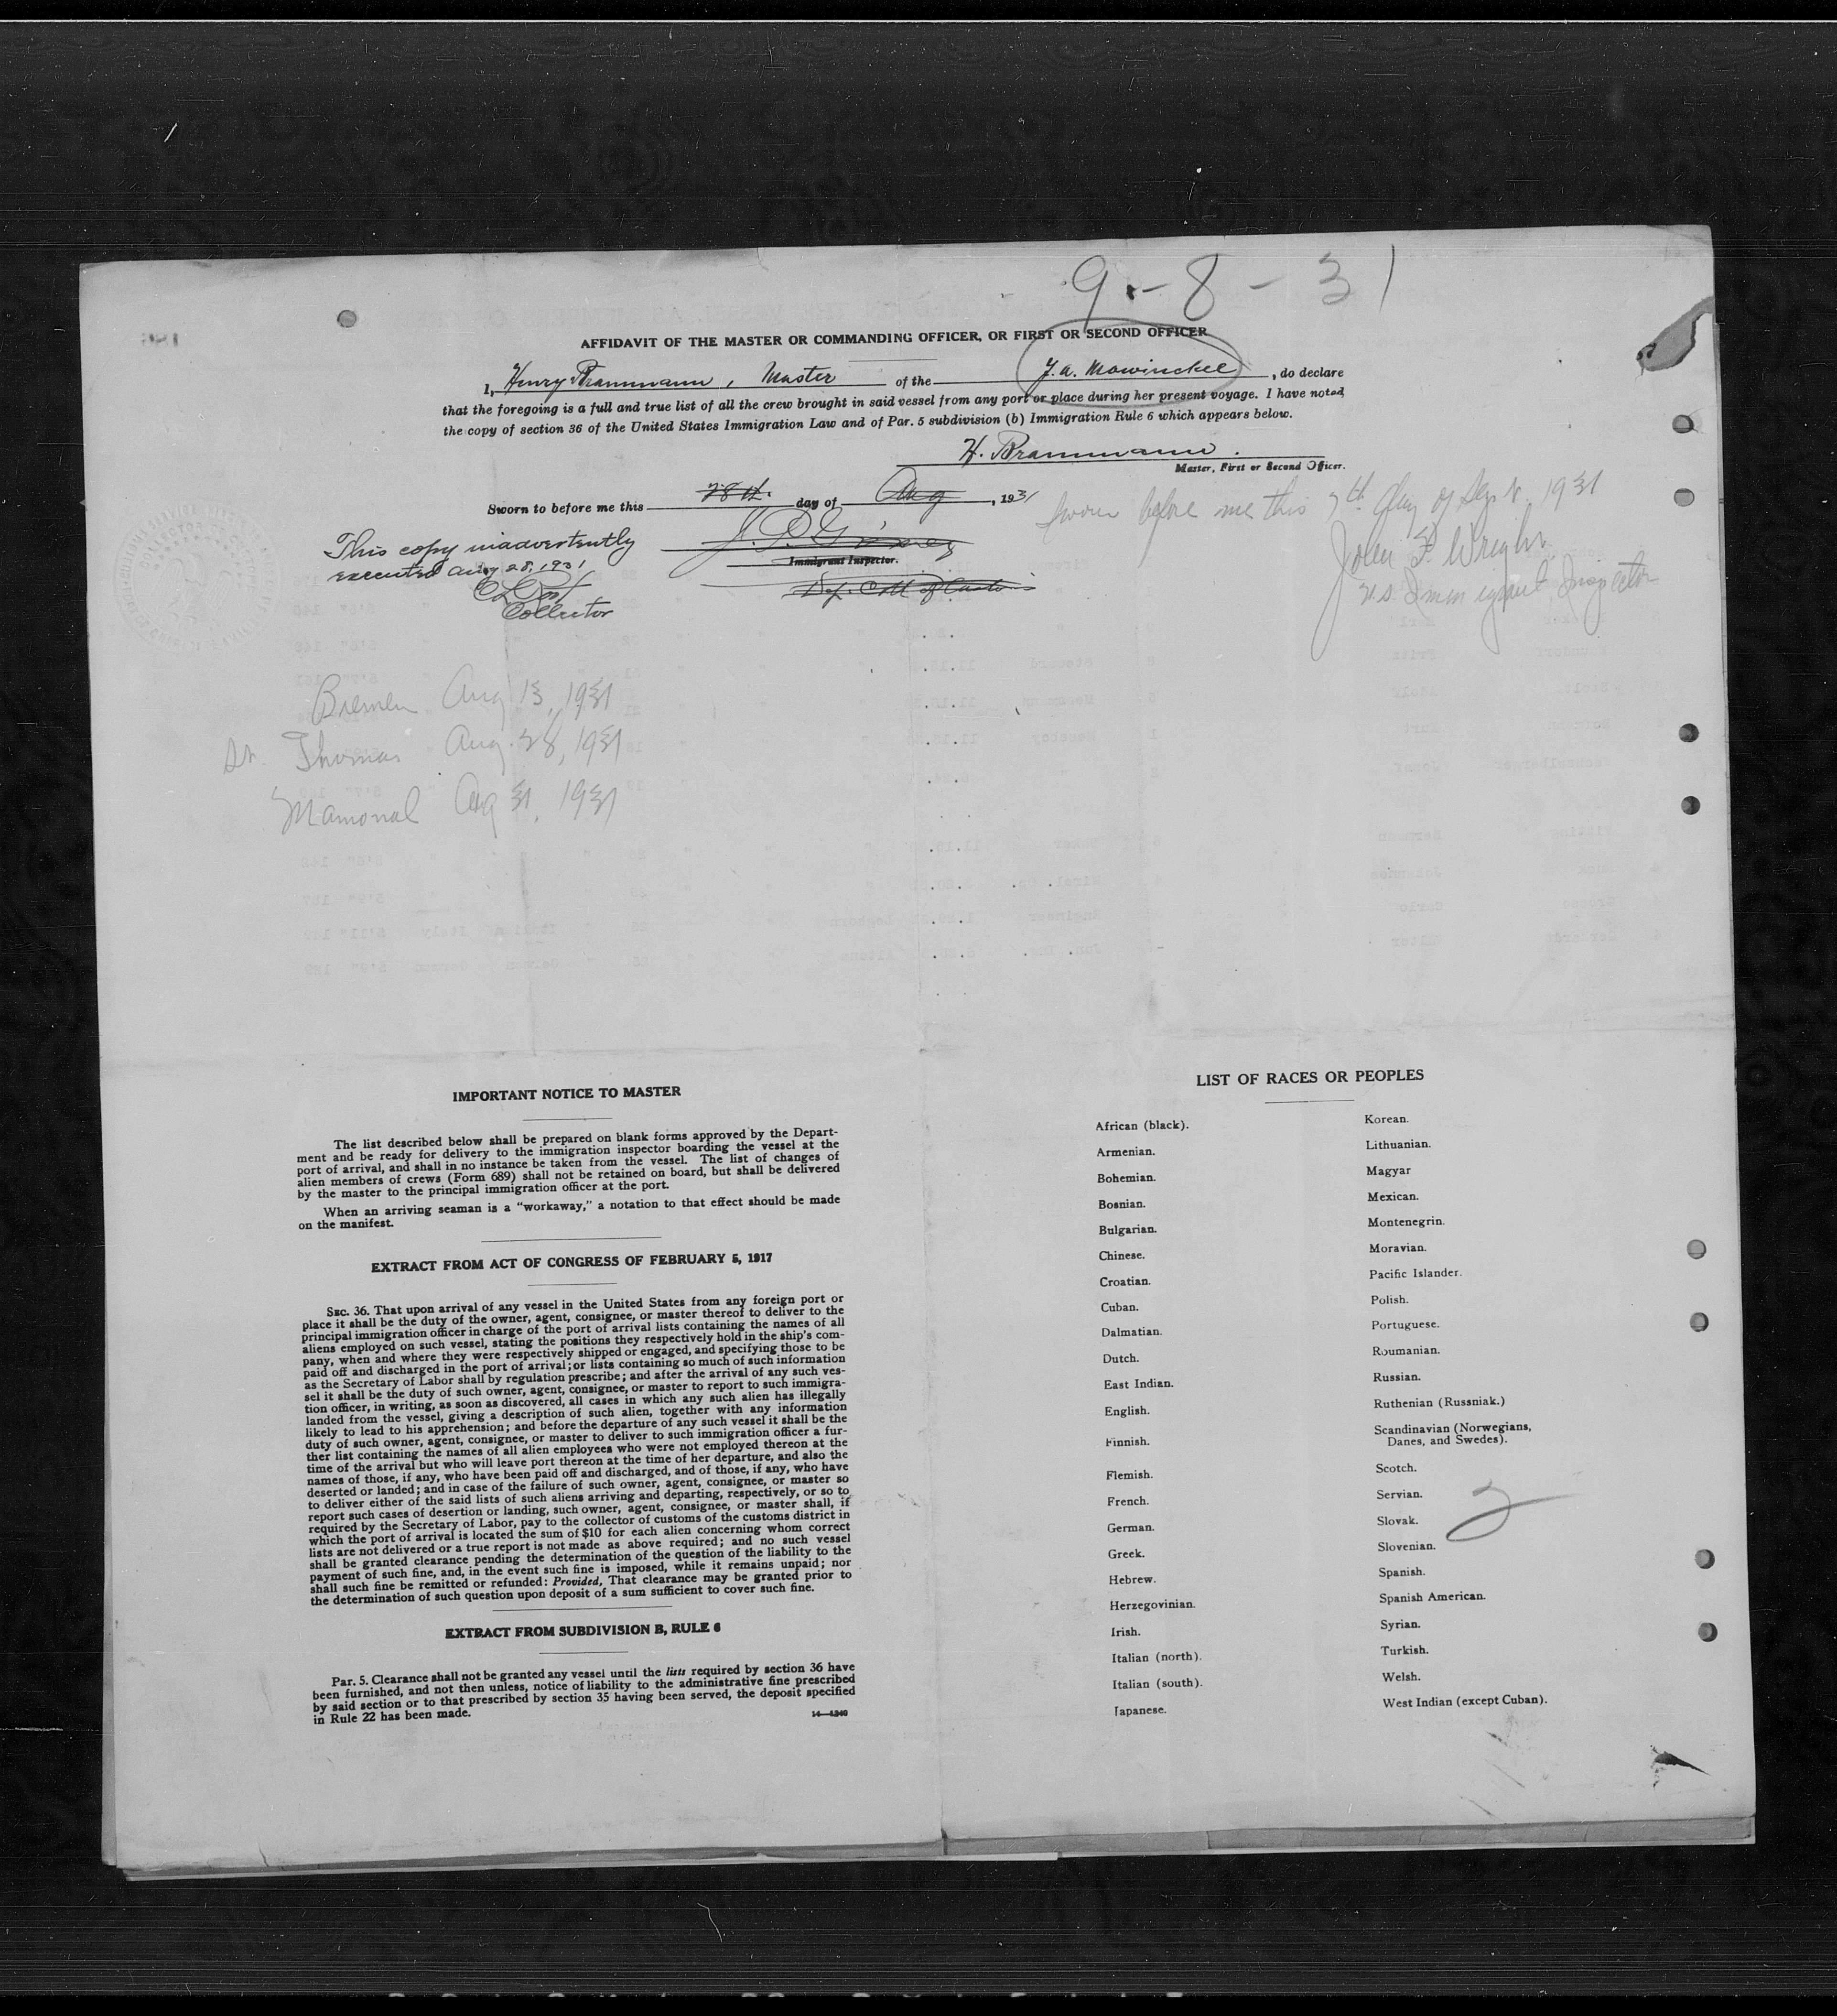 9-8-31
AFFIDAVIT OF THE MASTER OR COMMANDING OFFICER, OR FIRST OR SECOND OFFICER
I, Henry Brammann, Master of the J. A. Mowinckel, do declare
that the foregoing is a full and true list of all the crew brought in said vessel from any port or place during her present voyage. I have noted
the copy of section 36 of the United States Immigration Law and of Par. 5 subdivision (b) Immigration Rule 6 which appears below.
H. Brammann.
Master, First or Second Officer.
Sworn to before me this 28th. day of Aug, 1931
Sworn before me this 7th day of Sept. 1931
John F. Wright
U.S. Immigrant Inspector
This copy inadvertently
executed Aug 28, 1931
Collector
Immigrant Inspector.
Bremen Aug 13, 1931
St Thomas Aug. 28, 1931
Mamonal Aug 31, 1931
IMPORTANT NOTICE TO MASTER
The list described below shall be prepared on blank forms approved by the Depart-
ment and be ready for delivery to the immigration inspector boarding the vessel at the
port of arrival, and shall in no instance be taken from the vessel. The list of changes of
alien members of crews (Form 689) shall not be retained on board, but shall be delivered
by the master to the principal immigration officer at the port.
When an arriving seaman is a "workaway," a notation to that effect should be made
on the manifest.
EXTRACT FROM ACT OF CONGRESS OF FEBRUARY 5, 1917
SEC. 36. That upon arrival of any vessel in the United States from any foreign port or
place it shall be the duty of the owner, agent, consignee, or master thereof to deliver to the
principal immigration officer in charge of the port of arrival lists containing the names of all
aliens employed on such vessel, stating the positions they respectively hold in the ship's com-
pany, when and where they were respectively shipped or engaged, and specifying those to be
paid off and discharged in the port of arrival; or lists containing so much of such information
as the Secretary of Labor shall by regulation prescribe; and after the arrival of any such ves-
sel it shall be the duty of such owner, agent, consignee, or master to report to such immigra-
tion officer, in writing, as soon as discovered, all cases in which any such alien has illegally
landed from the vessel, giving a description of such alien, together with any information
likely to lead to his apprehension; and before the departure of any such vessel it shall be the
duty of such owner, agent, consignee, or master to deliver to such immigration officer a fur-
ther list containing the names of all alien employees who were not employed thereon at the
time of the arrival but who will leave port thereon at the time of her departure, and also the
names of those, if any, who have been paid off and discharged, and of those, if any, who have
deserted or landed; and in case of the failure of such owner, agent, consignee, or master so
to deliver either of the said lists of such aliens arriving and departing, respectively, or so to
report such cases of desertion or landing, such owner, agent, consignee, or master shall, if
required by the Secretary of Labor, pay to the collector of customs of the customs district in
which the port of arrival is located the sum of $10 for each alien concerning whom correct
lists are not delivered or a true report is not made as above required; and no such vessel
shall be granted clearance pending the determination of the question of the liability to the
payment of such fine, and, in the event such fine is imposed, while it remains unpaid; nor
shall such fine be remitted or refunded: Provided, That clearance may be granted prior to
the determination of such question upon deposit of a sum sufficient to cover such fine.
EXTRACT FROM SUBDIVISION B, RULE 6
Par. 5. Clearance shall not be granted any vessel until the lists required by section 36 have
been furnished, and not then unless, notice of liability to the administrative fine prescribed
by said section or to that prescribed by section 35 having been served, the deposit specified
in Rule 22 has been made.
14—1240
LIST OF RACES OR PEOPLES
African (black).
Armenian.
Bohemian.
Bosnian.
Bulgarian.
Chinese.
Croatian.
Cuban.
Dalmatian.
Dutch.
East Indian.
English.
Finnish.
Flemish.
French.
German.
Greek.
Hebrew.
Herzegovinian.
Irish.
Italian (north).
Italian (south).
Japanese.
Korean.
Lithuanian.
Magyar
Mexican.
Montenegrin.
Moravian.
Pacific Islander.
Polish.
Portuguese.
Roumanian.
Russian.
Ruthenian (Russniak.)
Scandinavian (Norwegians,
Danes, and Swedes).
Scotch.
Servian.
Slovak.
Slovenian.
Spanish.
Spanish American.
Syrian.
Turkish.
Welsh.
West Indian (except Cuban).